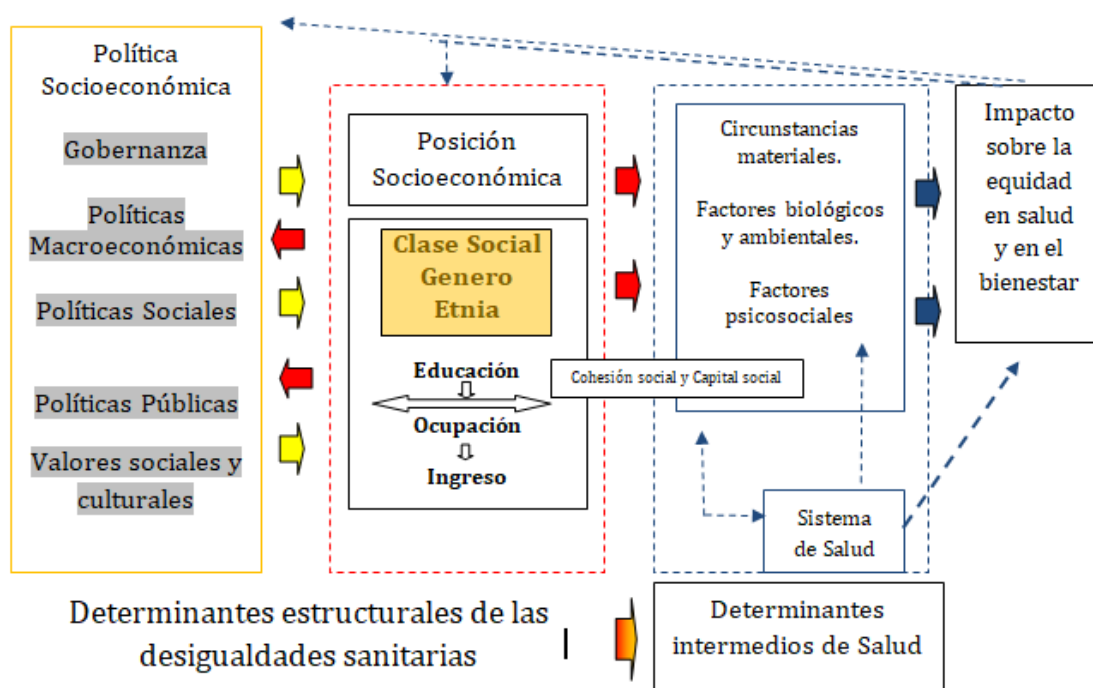 Política
Socioeconómica
Gobernanza
Políticas
Macroeconómicas
Políticas Sociales
Políticas Públicas
Valores sociales y
culturales
Posición
Socioeconómica
Clase Social
Genero
Etnia
Educación
Ocupación
Ingreso
Cohesión social y Capital social
Circunstancias
materiales.
Factores biológicos
y ambientales.
Factores
psicosociales
Sistema
de Salud
Impacto
sobre la
equidad
en salud
y en el
bienestar
Determinantes estructurales de las
desigualdades sanitarias
Determinantes
intermedios de Salud